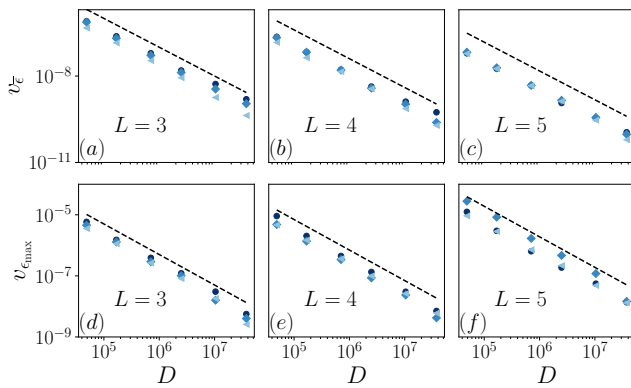 v_ε̄
10⁻⁸
10⁻¹¹
(a) L = 3
(b) L = 4
(c) L = 5
v_ε_max
10⁻⁵
10⁻⁷
10⁻⁹
(d) L = 3
(e) L = 4
(f) L = 5
10⁵ 10⁶ 10⁷ 10⁵ 10⁶ 10⁷ 10⁵ 10⁶ 10⁷
D D D